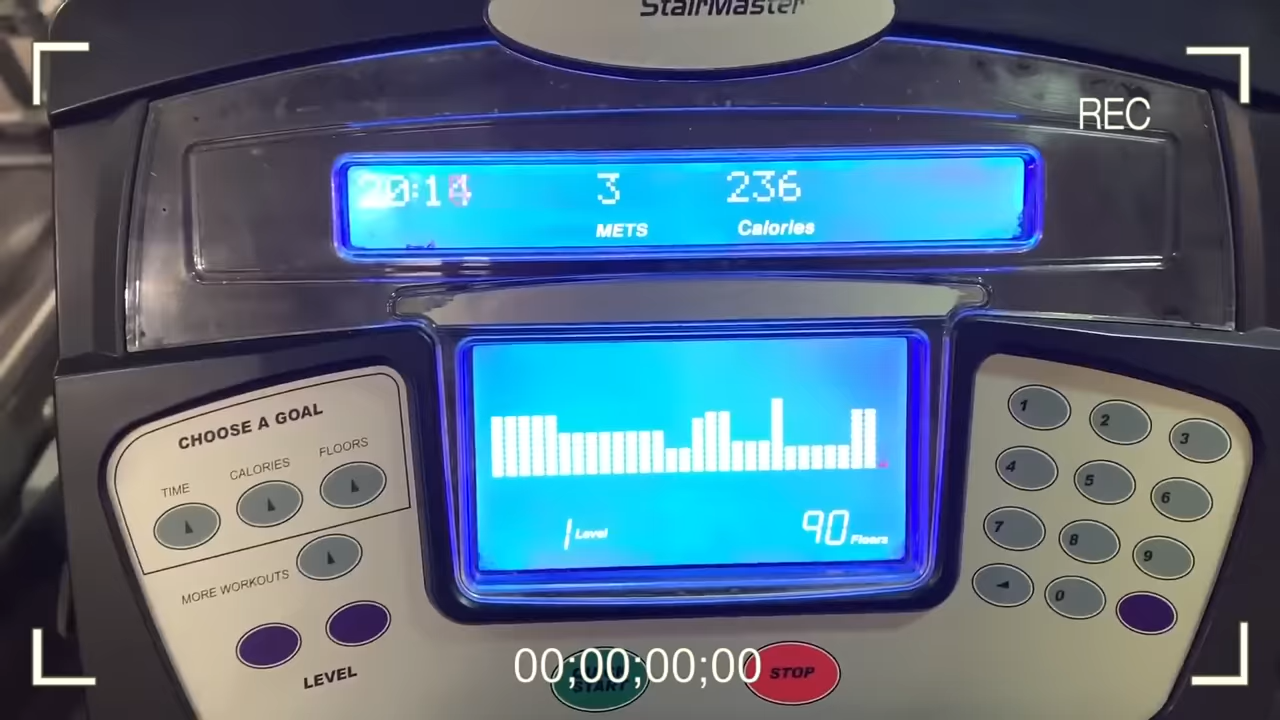 StairMaster
REC
20:14 3 236
METS Calories
CHOOSE A GOAL
TIME CALORIES FLOORS
MORE WORKOUTS
LEVEL
1 Level
90 Floors
1 2 3
4 5 6
7 8 9
0
00;00;00;00
START
STOP